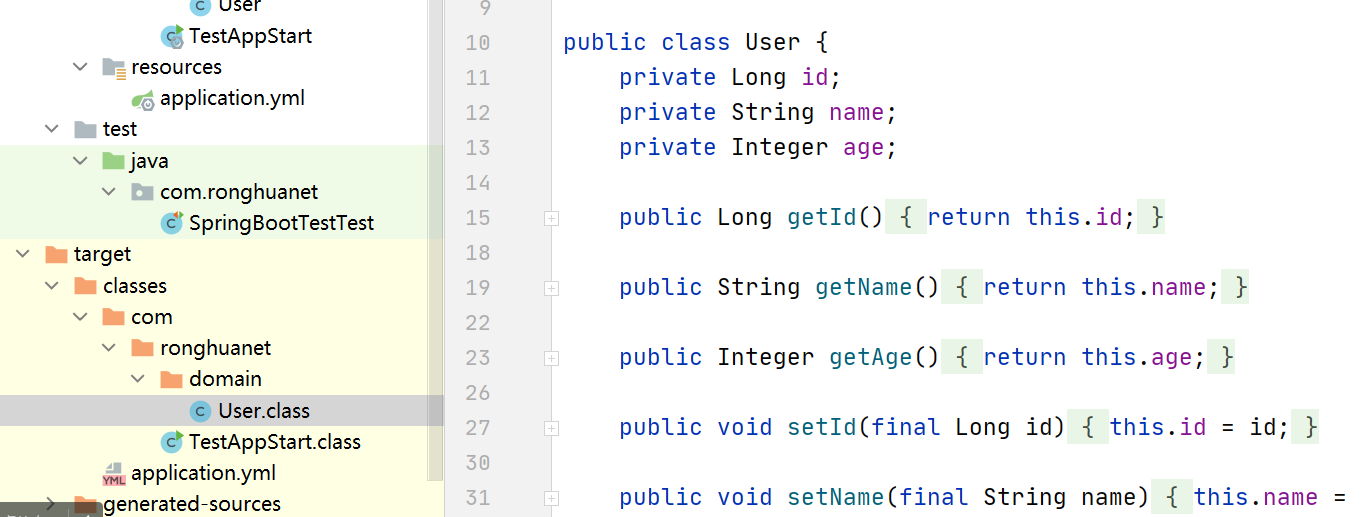 User
TestAppStart
resources
application.yml
test
java
com.ronghuanet
SpringBootTestTest
target
classes
com
ronghuanet
domain
User.class
TestAppStart.class
application.yml
generated-sources
9
10 public class User {
11 private Long id;
12 private String name;
13 private Integer age;
14
15 public Long getId() { return this.id; }
18
19 public String getName() { return this.name; }
22
23 public Integer getAge() { return this.age; }
26
27 public void setId(final Long id) { this.id = id; }
30
31 public void setName(final String name) { this.name =